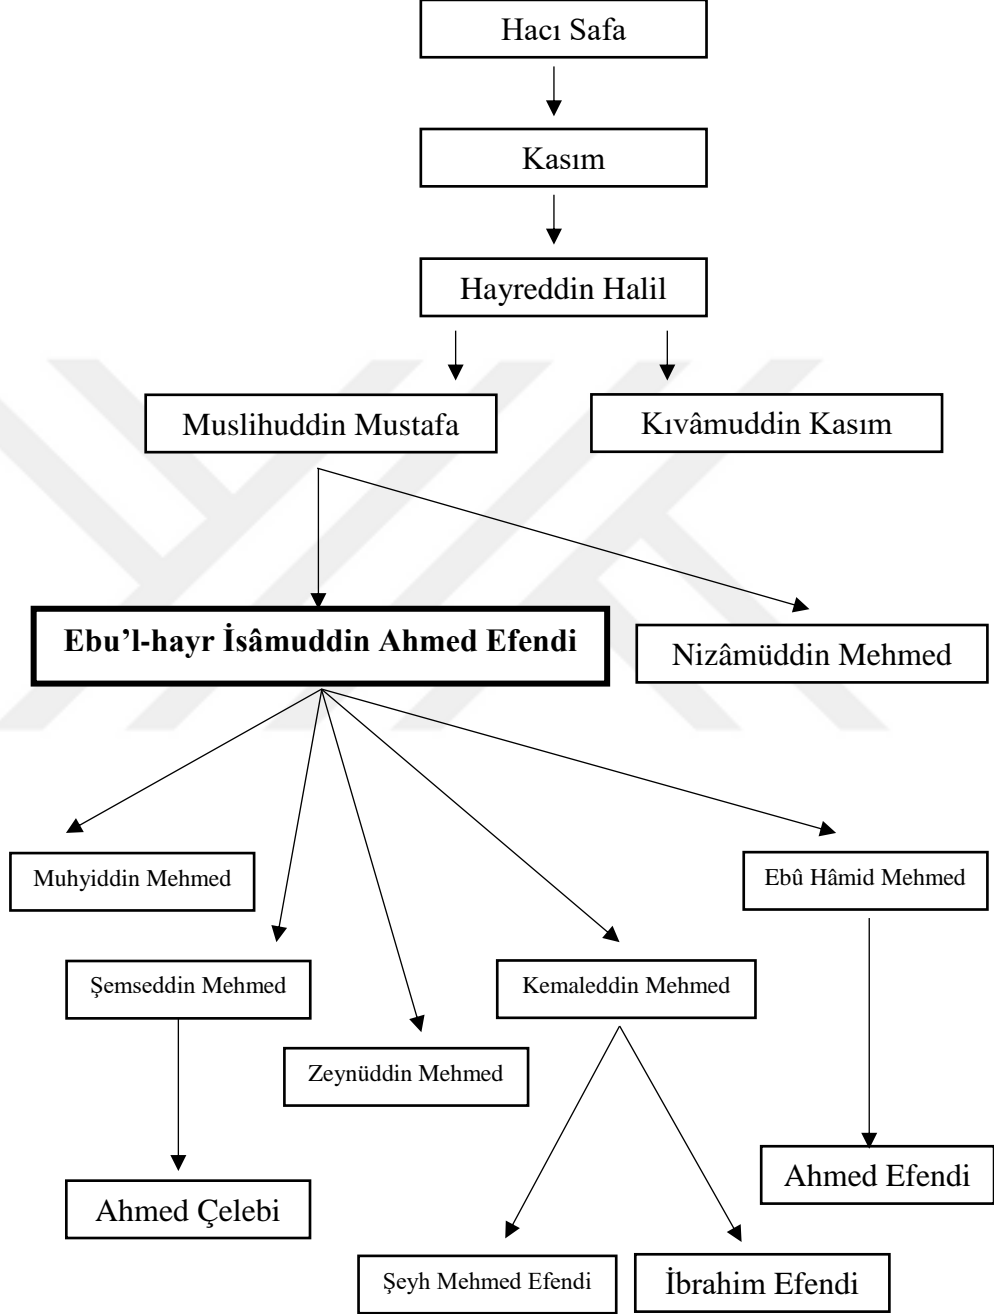 Hacı Safa
Kasım
Hayreddin Halil
Muslihuddin Mustafa
Kıvâmuddin Kasım
Ebu’l-hayr İsâmuddin Ahmed Efendi
Nizâmüddin Mehmed
Muhyiddin Mehmed
Ebû Hâmid Mehmed
Şemseddin Mehmed
Kemaleddin Mehmed
Zeynüddin Mehmed
Ahmed Efendi
Ahmed Çelebi
Şeyh Mehmed Efendi
İbrahim Efendi